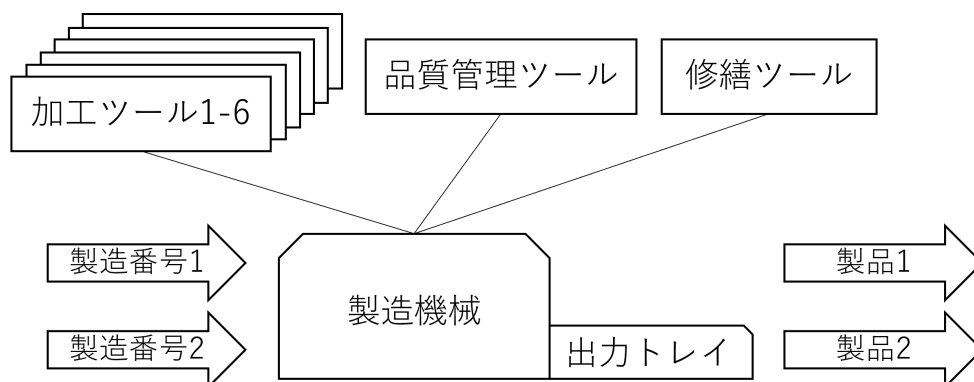 加工ツール1-6
品質管理ツール
修繕ツール
製造番号1
製造機械
製品1
製造番号2
出力トレイ
製品2